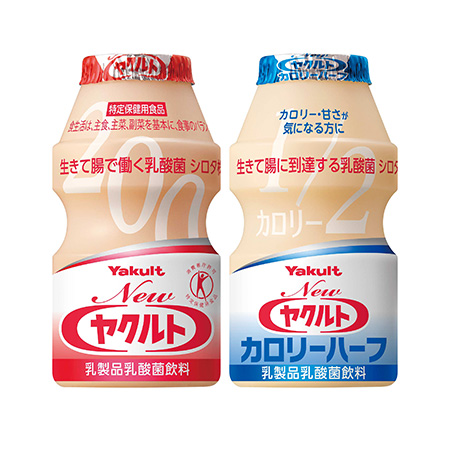 Yakult
ヤクルト
特定保健用食品
食生活は、主食、主菜、副菜を基本に、食事のバラ
200
生きて腸で働く乳酸菌 シロタ
Yakult
New
ヤクルト
乳製品乳酸菌飲料
Yakult
ヤクルト
カロリーハーフ
カロリー・甘さが
気になる方に
1/2
生きて腸に到達する乳酸菌 シロタ
カロリー
Yakult
New
ヤクルト
カロリーハーフ
乳製品乳酸菌飲料